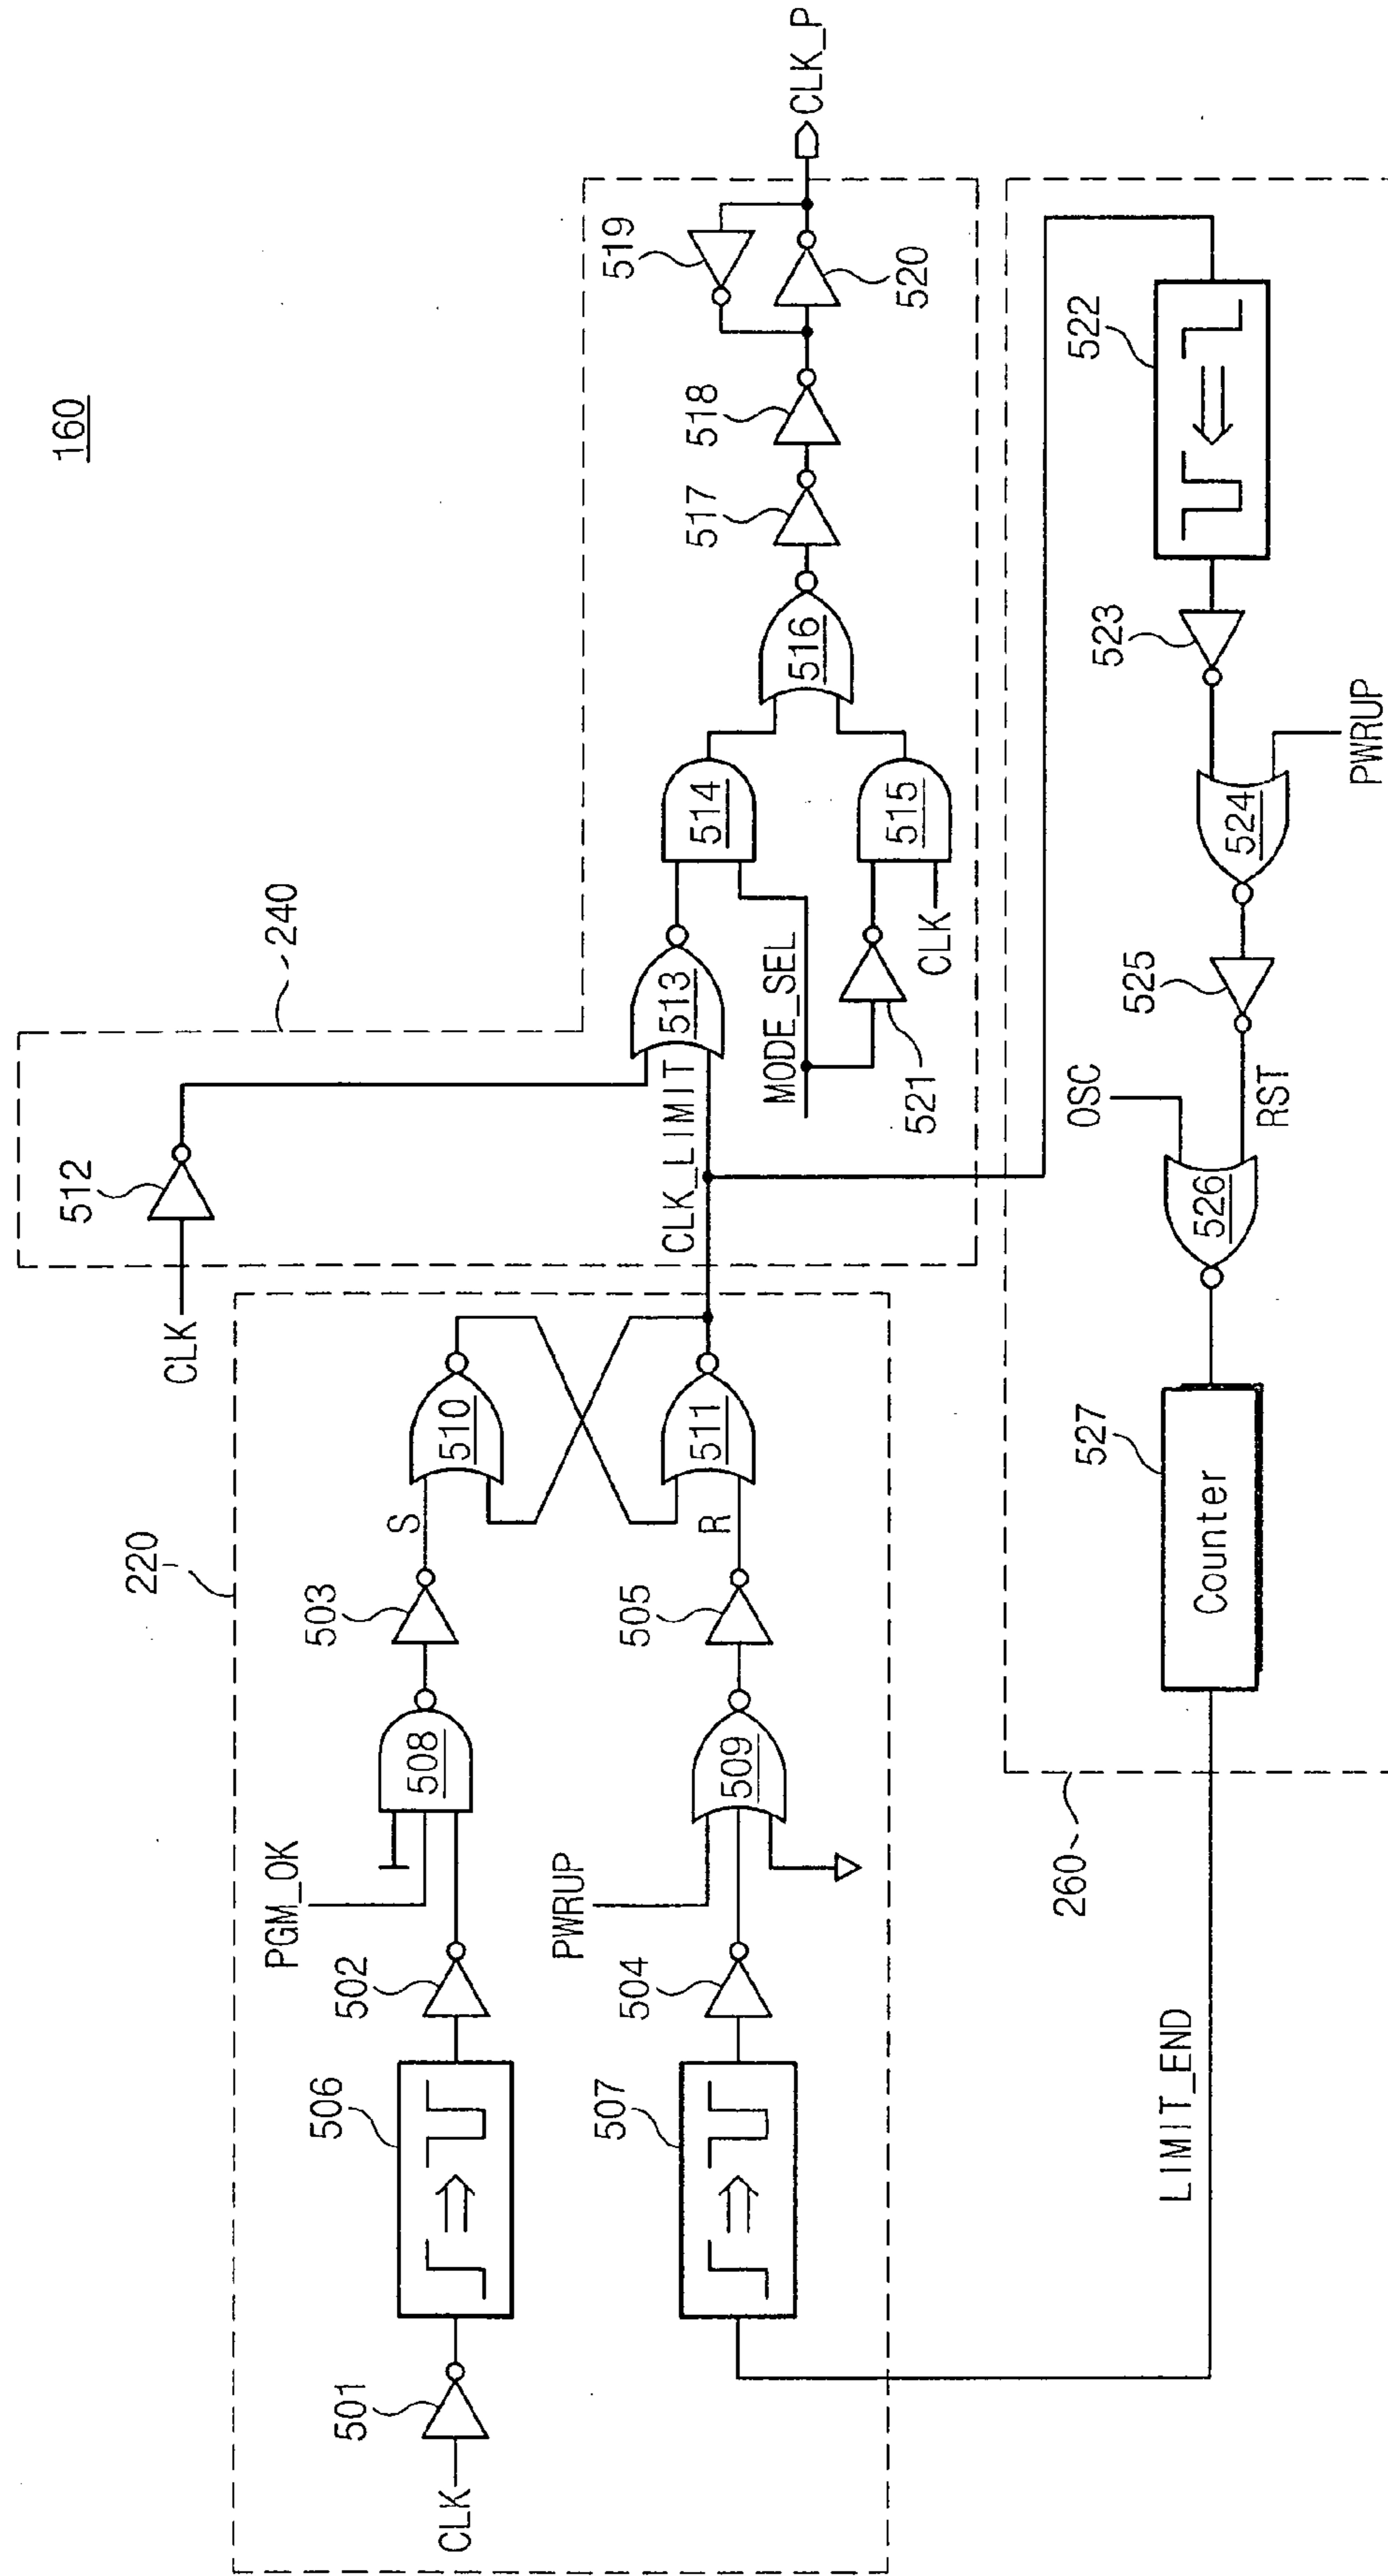 160
CLK
512
240
CLK_LIMIT
513
MODE_SEL
521
CLK
514
515
516
517
518
519
520
CLK_P
220
CLK
501
506
502
PGM_OK
508
503
S
510
507
504
PWRUP
509
505
R
511
LIMIT_END
260
527
Counter
526
OSC
RST
525
524
PWRUP
523
522